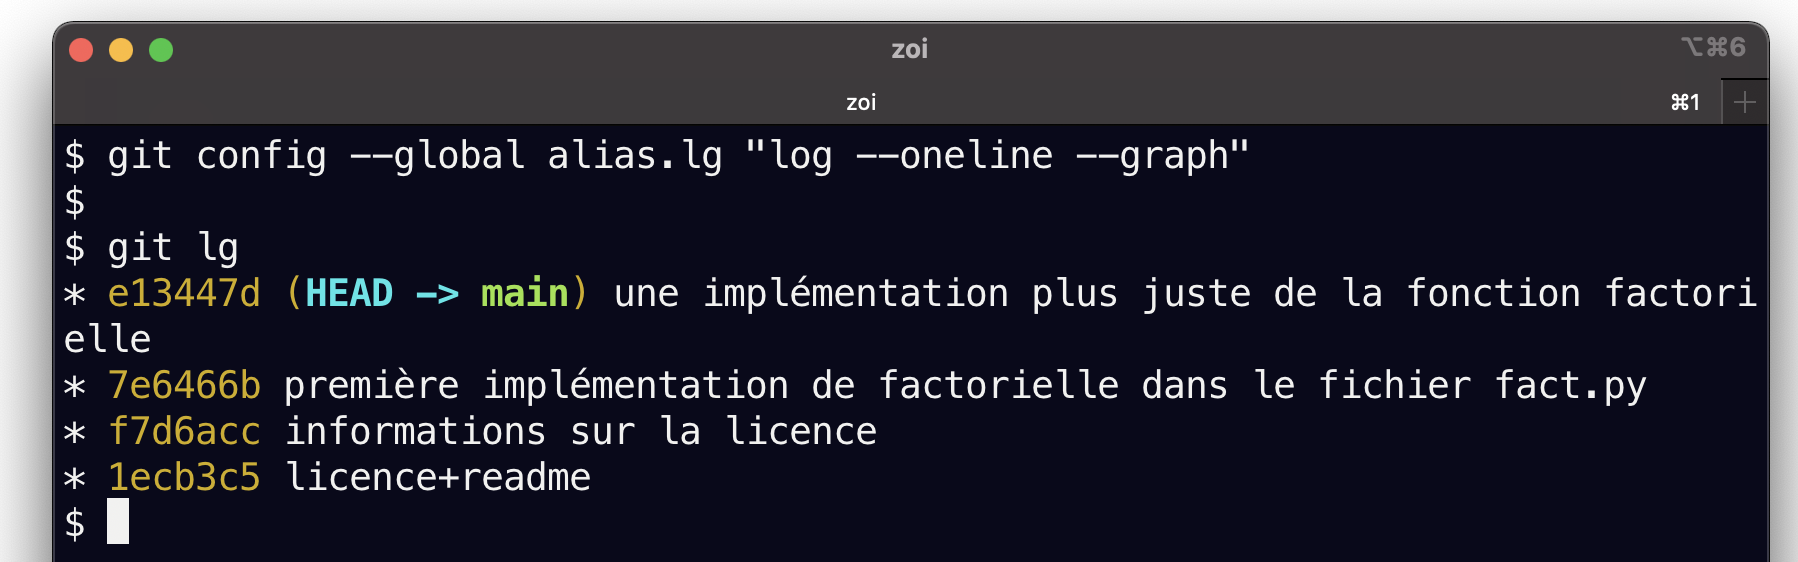 zoi
⌥⌘6
zoi
⌘1
$ git config --global alias.lg "log --oneline --graph"
$
$ git lg
* e13447d (HEAD -> main) une implémentation plus juste de la fonction factori
elle
* 7e6466b première implémentation de factorielle dans le fichier fact.py
* f7d6acc informations sur la licence
* 1ecb3c5 licence+readme
$